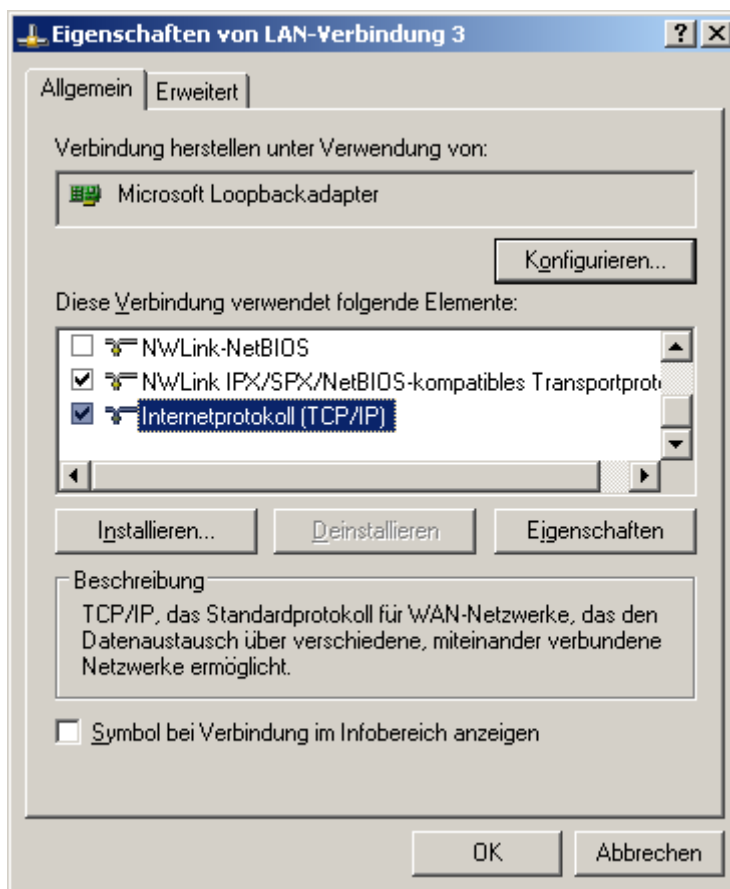 Eigenschaften von LAN-Verbindung 3
Allgemein
Erweitert
Verbindung herstellen unter Verwendung von:
Microsoft Loopbackadapter
Konfigurieren...
Diese Verbindung verwendet folgende Elemente:
NWLink-NetBIOS
NWLink IPX/SPX/NetBIOS-kompatibles Transportproto
Internetprotokoll (TCP/IP)
Installieren...
Deinstallieren
Eigenschaften
Beschreibung
TCP/IP, das Standardprotokoll für WAN-Netzwerke, das den
Datenaustausch über verschiedene, miteinander verbundene
Netzwerke ermöglicht.
Symbol bei Verbindung im Infobereich anzeigen
OK
Abbrechen